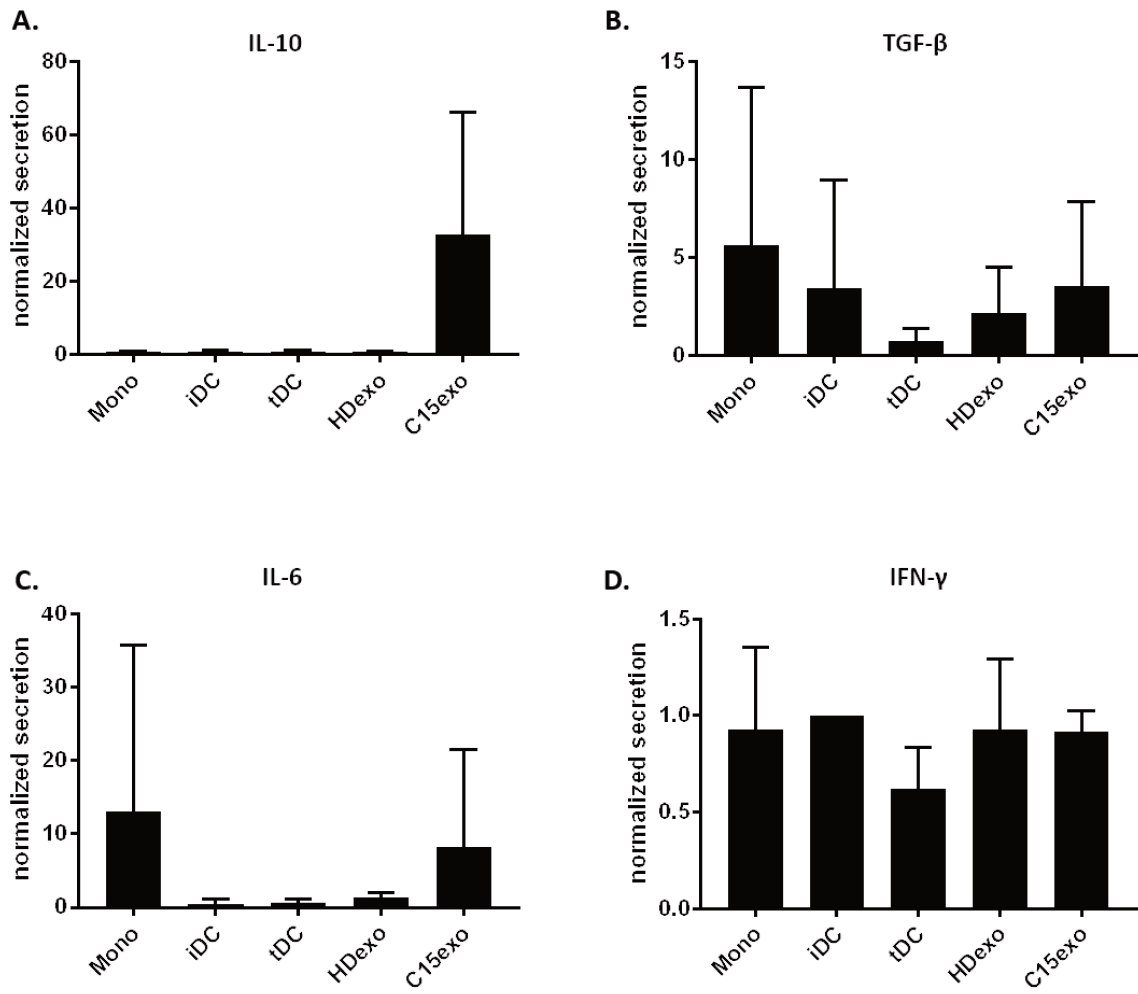 A.
IL-10
normalized secretion
80
60
40
20
0
Mono
iDC
tDC
HDexo
C15exo
B.
TGF-β
normalized secretion
15
10
5
0
Mono
iDC
tDC
HDexo
C15exo
C.
IL-6
normalized secretion
40
30
20
10
0
Mono
iDC
tDC
HDexo
C15exo
D.
IFN-γ
normalized secretion
1.5
1.0
0.5
0.0
Mono
iDC
tDC
HDexo
C15exo